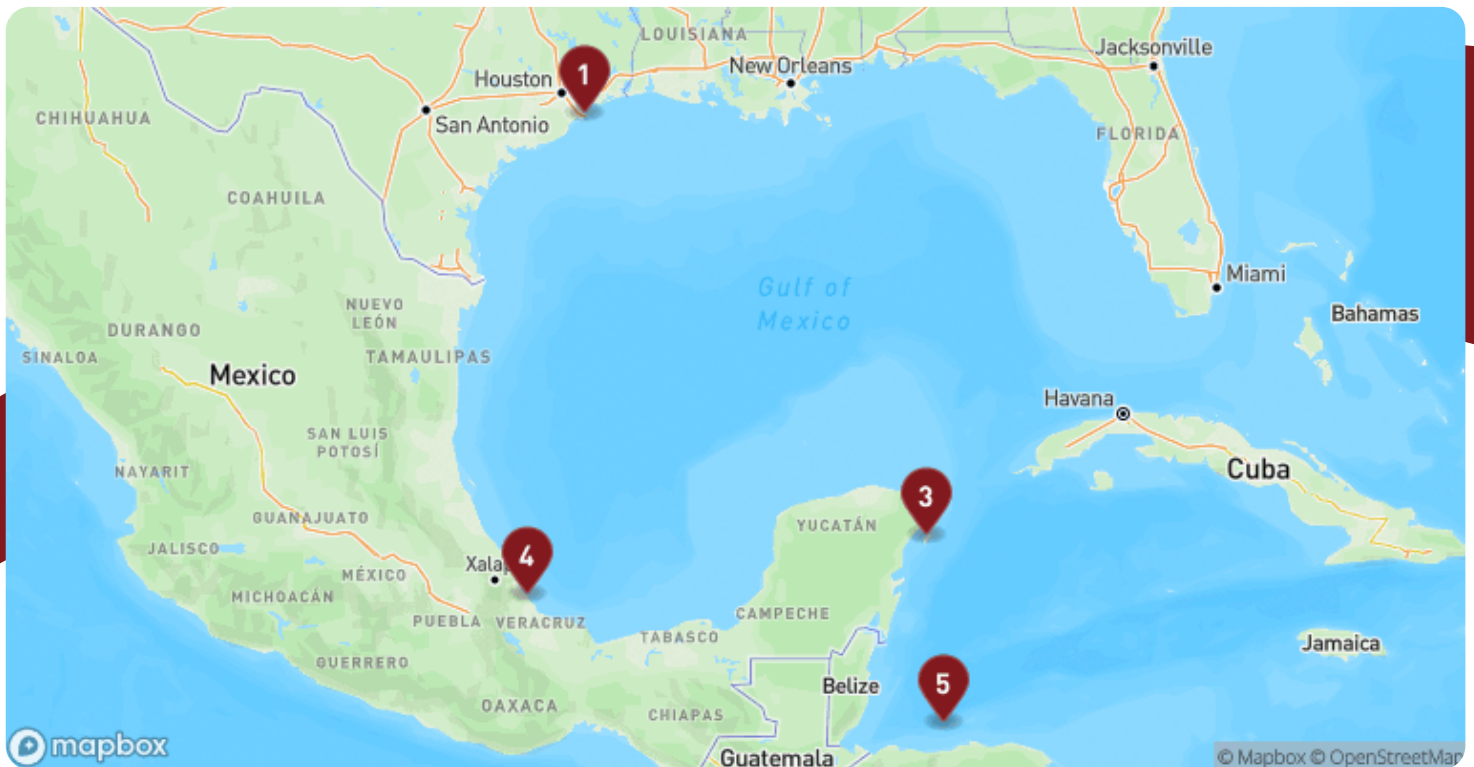 LOUISIANA
Jacksonville
New Orleans
Houston
1
San Antonio
CHIHUAHUA
FLORIDA
COAHUILA
Miami
Gulf of
Mexico
NUEVO
LEÓN
Bahamas
DURANGO
SINALOA
TAMAULIPAS
Mexico
Havana
SAN LUIS
POTOSÍ
NAYARIT
Cuba
3
GUANAJUATO
YUCATÁN
JALISCO
4
Xala
MÉXICO
MICHOACÁN
CAMPECHE
PUEBLA
VERACRUZ
TABASCO
Jamaica
GUERRERO
Belize
5
OAXACA
CHIAPAS
mapbox
Guatemala
© Mapbox © OpenStreetMap